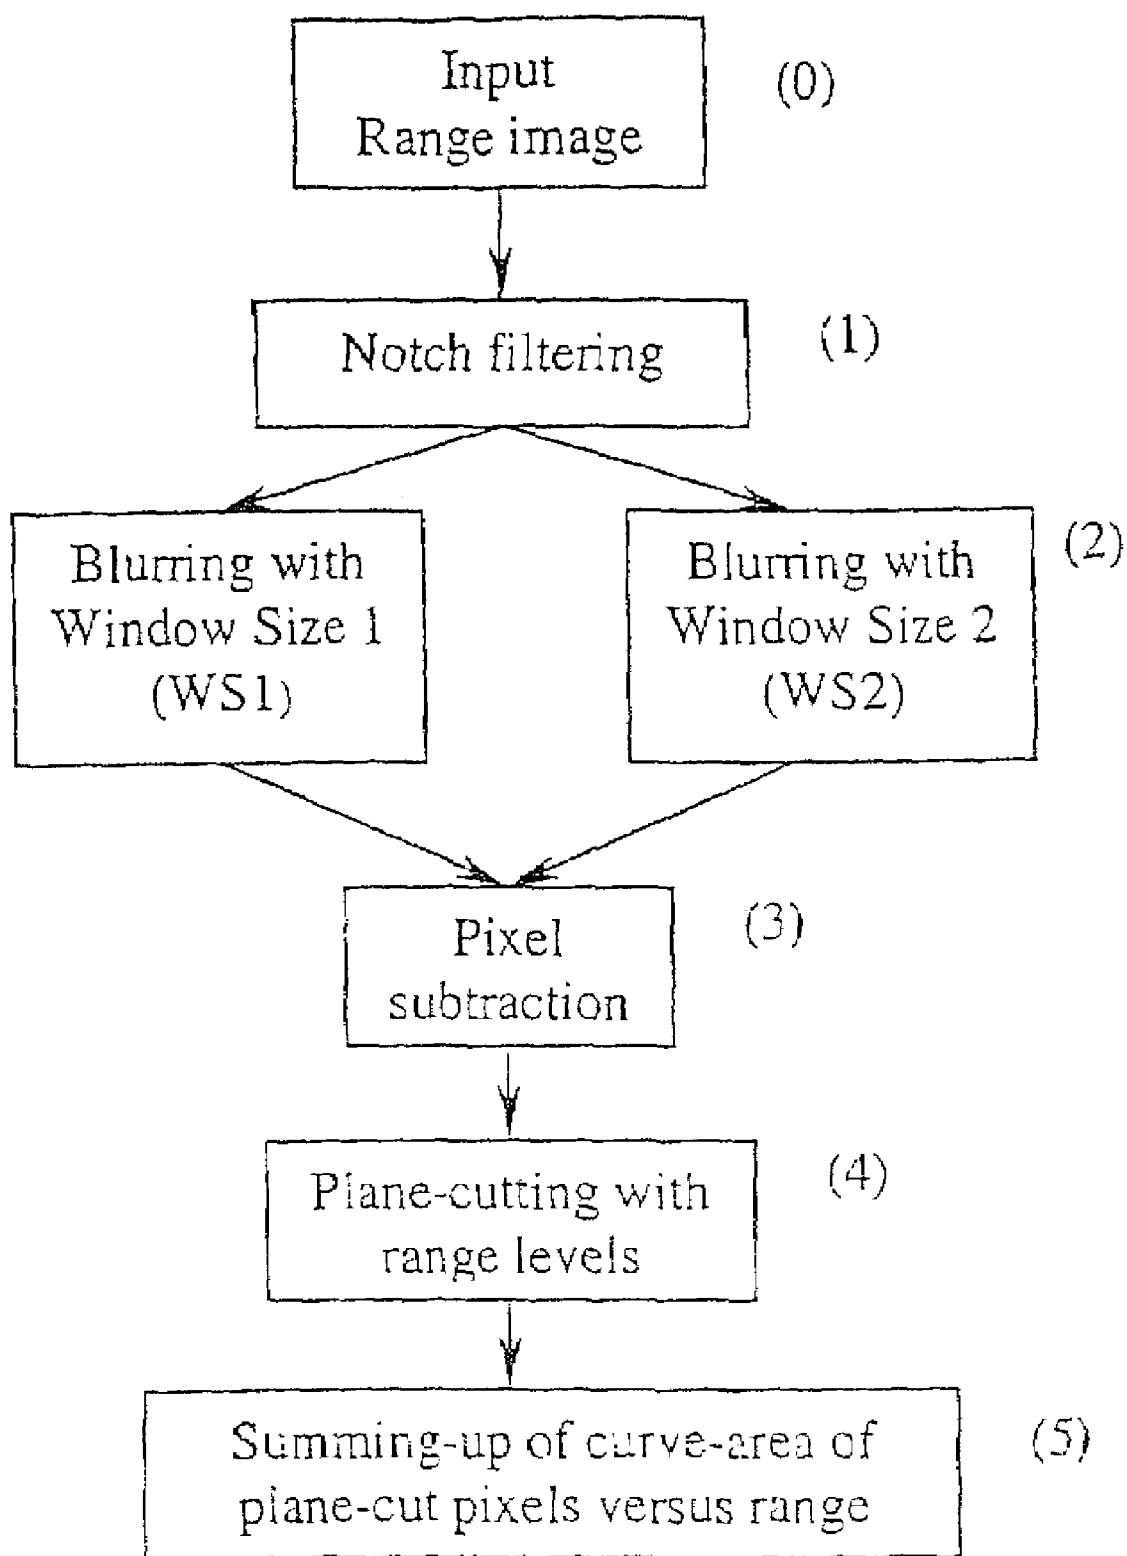 Input
Range image
(0)
Notch filtering
(1)
Blurring with
Window Size 1
(WS1)
Blurring with
Window Size 2
(WS2)
(2)
Pixel
subtraction
(3)
Plane-cutting with
range levels
(4)
Summing-up of curve-area of
plane-cut pixels versus range
(5)